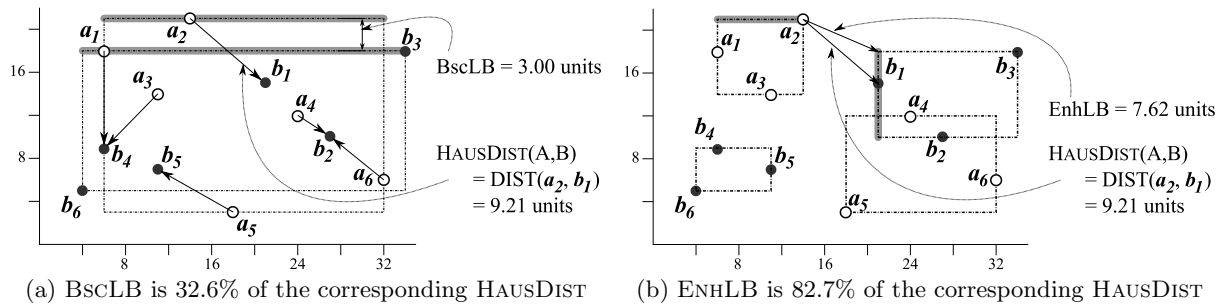 a1
a2
b3
BscLB = 3.00 units
16
a3
b1
a4
8
b4
b5
b2
a6
HAUSDIST(A,B)
= DIST(a2, b1)
= 9.21 units
b6
a5
8
16
24
32
(a) BSCLB is 32.6% of the corresponding HAUSDIST
a1
a2
b1
b3
16
a3
a4
EnhLB = 7.62 units
8
b4
b5
b2
a6
HAUSDIST(A,B)
= DIST(a2, b1)
= 9.21 units
b6
a5
8
16
24
32
(b) ENHLB is 82.7% of the corresponding HAUSDIST